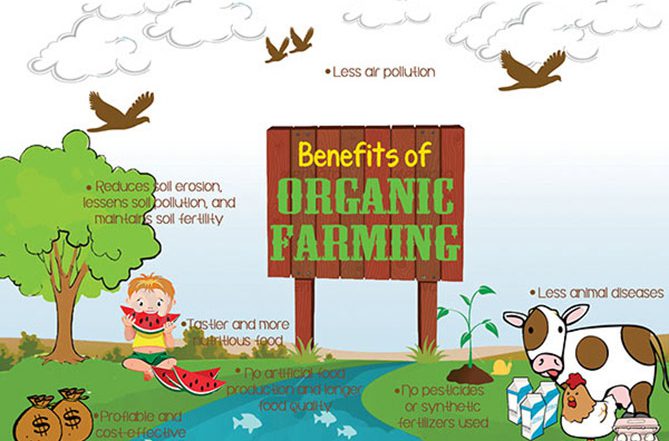 • Less air pollution
Benefits of
ORGANIC
FARMING
• Reduces soil erosion,
lessens soil pollution, and
maintains soil fertility
• Less animal diseases
• Tastier and more
nutritious food
• No artificial food
production and longer
food quality
• No pesticides
or synthetic
fertilizers used
• Profiable and
cost-effective